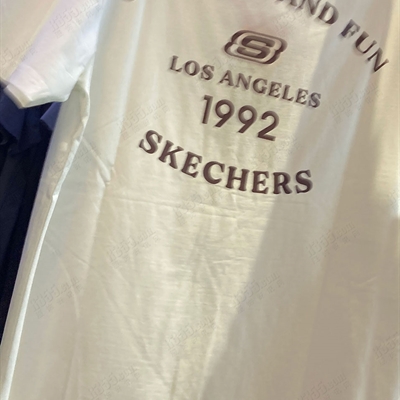 AND FUN
S
LOS ANGELES
1992
SKECHERS